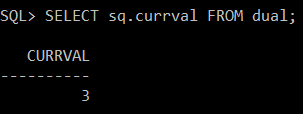 SQL> SELECT sq.currval FROM dual;
CURRVAL
----------
3